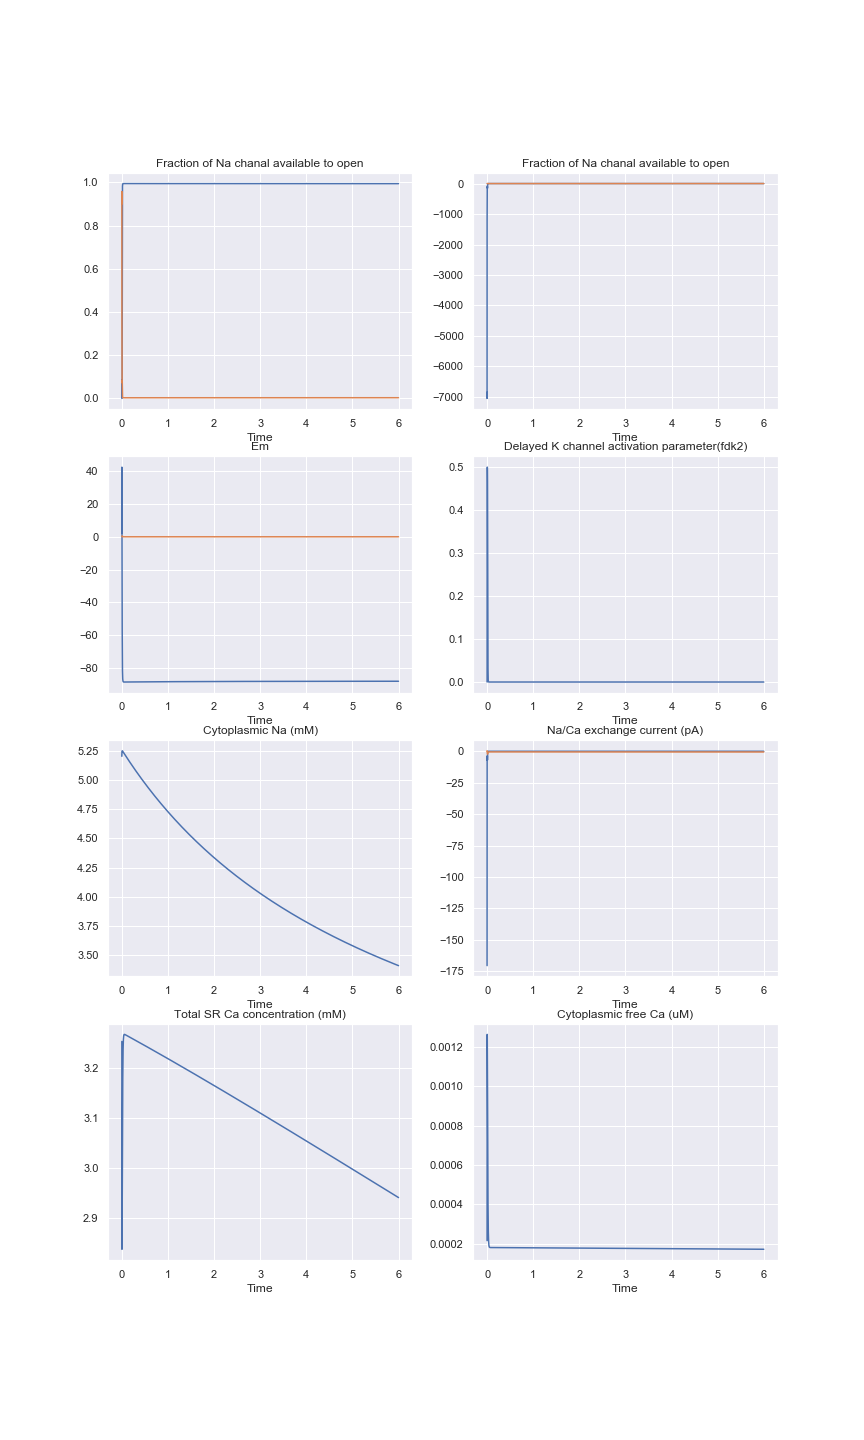 Fraction of Na chanal available to open
1.0
0.8
0.6
0.4
0.2
0.0
0 1 2 3 4 5 6
Time
Fraction of Na chanal available to open
0
−1000
−2000
−3000
−4000
−5000
−6000
−7000
0 1 2 3 4 5 6
Time
Em
40
20
0
−20
−40
−60
−80
0 1 2 3 4 5 6
Time
Delayed K channel activation parameter(fdk2)
0.5
0.4
0.3
0.2
0.1
0.0
0 1 2 3 4 5 6
Time
Cytoplasmic Na (mM)
5.25
5.00
4.75
4.50
4.25
4.00
3.75
3.50
0 1 2 3 4 5 6
Time
Na/Ca exchange current (pA)
0
−25
−50
−75
−100
−125
−150
−175
0 1 2 3 4 5 6
Time
Total SR Ca concentration (mM)
3.2
3.1
3.0
2.9
0 1 2 3 4 5 6
Time
Cytoplasmic free Ca (uM)
0.0012
0.0010
0.0008
0.0006
0.0004
0.0002
0 1 2 3 4 5 6
Time